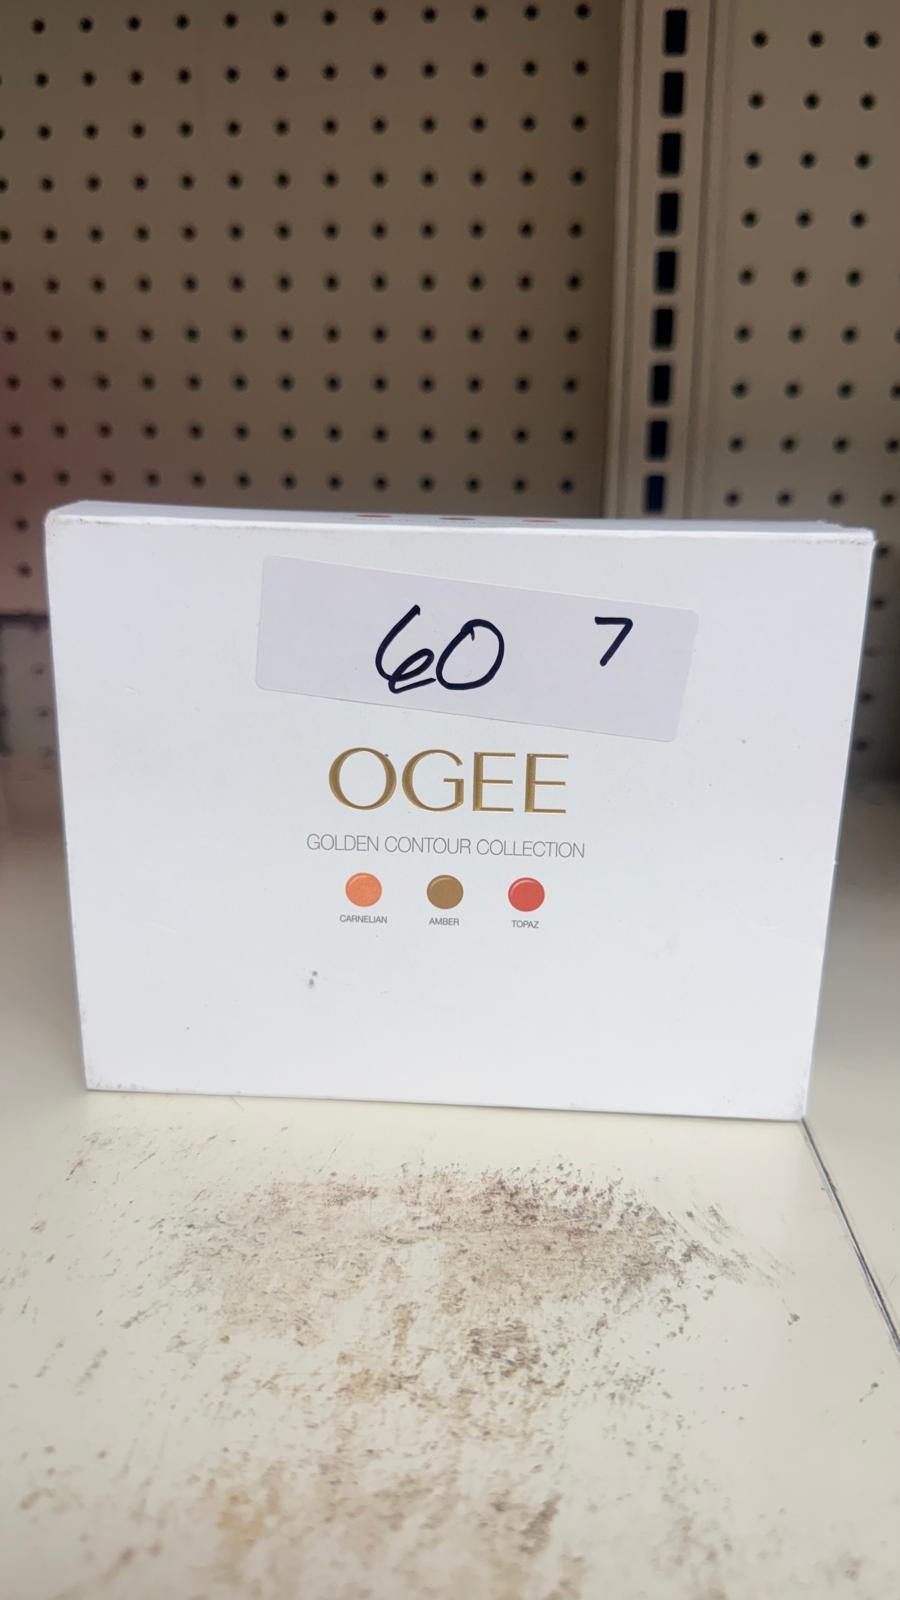 60 7
OGEE
GOLDEN CONTOUR COLLECTION
CARNELIAN AMBER TOPAZ